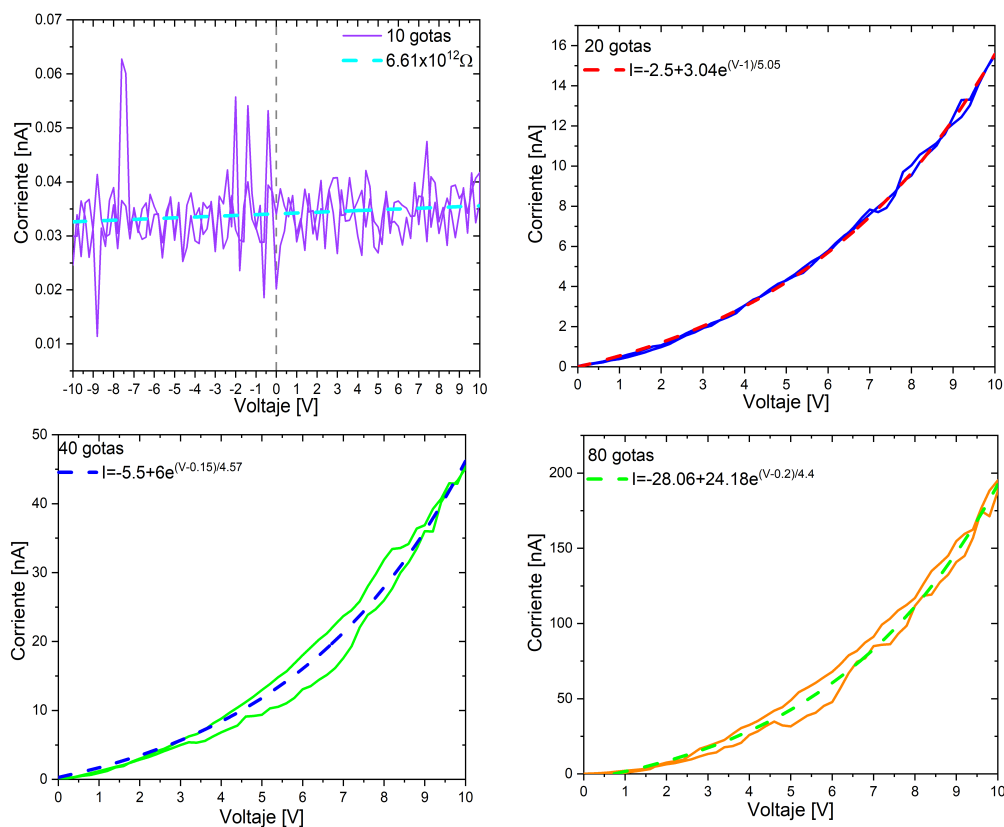 10 gotas
6.61x10¹²Ω
0.07
0.06
0.05
0.04
0.03
0.02
0.01
Corriente [nA]
-10 -9 -8 -7 -6 -5 -4 -3 -2 -1 0 1 2 3 4 5 6 7 8 9 10
Voltaje [V]
20 gotas
I=-2.5+3.04e^(V-1)/5.05
16
14
12
10
8
6
4
2
0
Corriente [nA]
0 1 2 3 4 5 6 7 8 9 10
Voltaje [V]
40 gotas
I=-5.5+6e^(V-0.15)/4.57
50
40
30
20
10
0
Corriente [nA]
0 1 2 3 4 5 6 7 8 9 10
Voltaje [V]
80 gotas
I=-28.06+24.18e^(V-0.2)/4.4
200
150
100
50
0
Corriente [nA]
0 1 2 3 4 5 6 7 8 9 10
Voltaje [V]